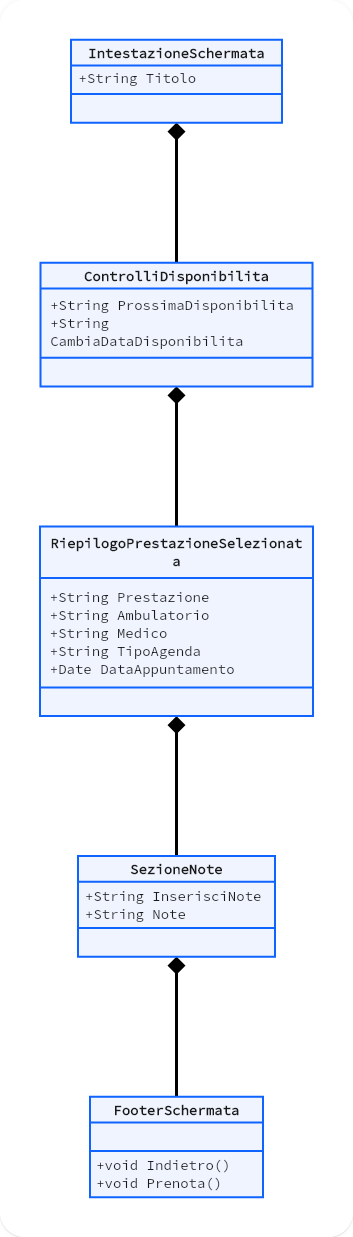 IntestazioneSchermata
+String Titolo
ControlliDisponibilita
+String ProssimaDisponibilita
+String
CambiaDataDisponibilita
RiepilogoPrestazioneSelezionat
a
+String Prestazione
+String Ambulatorio
+String Medico
+String TipoAgenda
+Date DataAppuntamento
SezioneNote
+String InserisciNote
+String Note
FooterSchermata
+void Indietro()
+void Prenota()